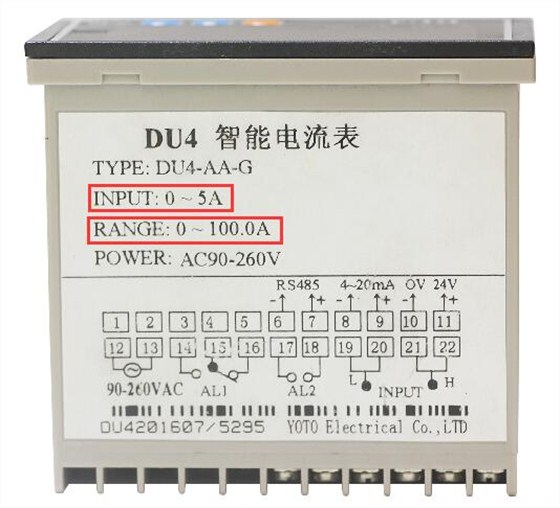 DU4 智能电流表
TYPE: DU4-AA-G
INPUT: 0 ~ 5A
RANGE: 0 ~ 100.0A
POWER: AC90-260V
RS485 4~20mA 0V 24V
- + - + - +
1 2 3 4 5 6 7 8 9 10 11
12 13 14 15 16 17 18 19 20 21 22
90-260VAC AL1 AL2 L INPUT H
DU4201607/5295 YOTO Electrical Co.,LTD